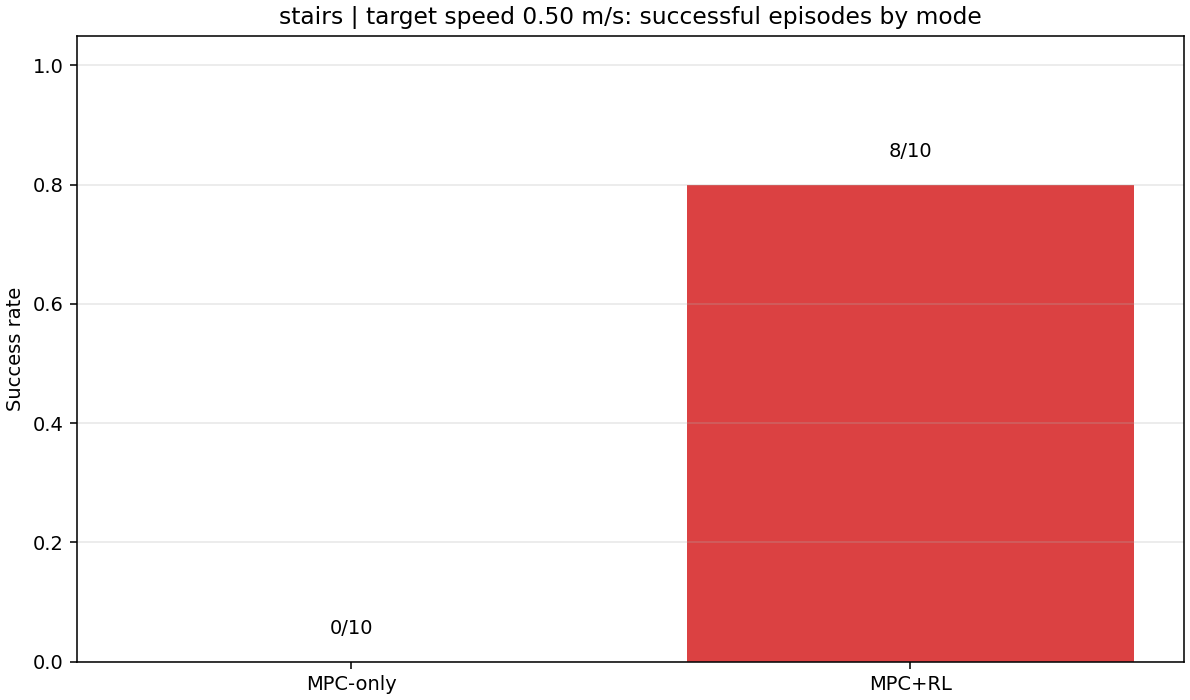 stairs | target speed 0.50 m/s: successful episodes by mode
Success rate
1.0
0.8
0.6
0.4
0.2
0.0
0/10
8/10
MPC-only
MPC+RL